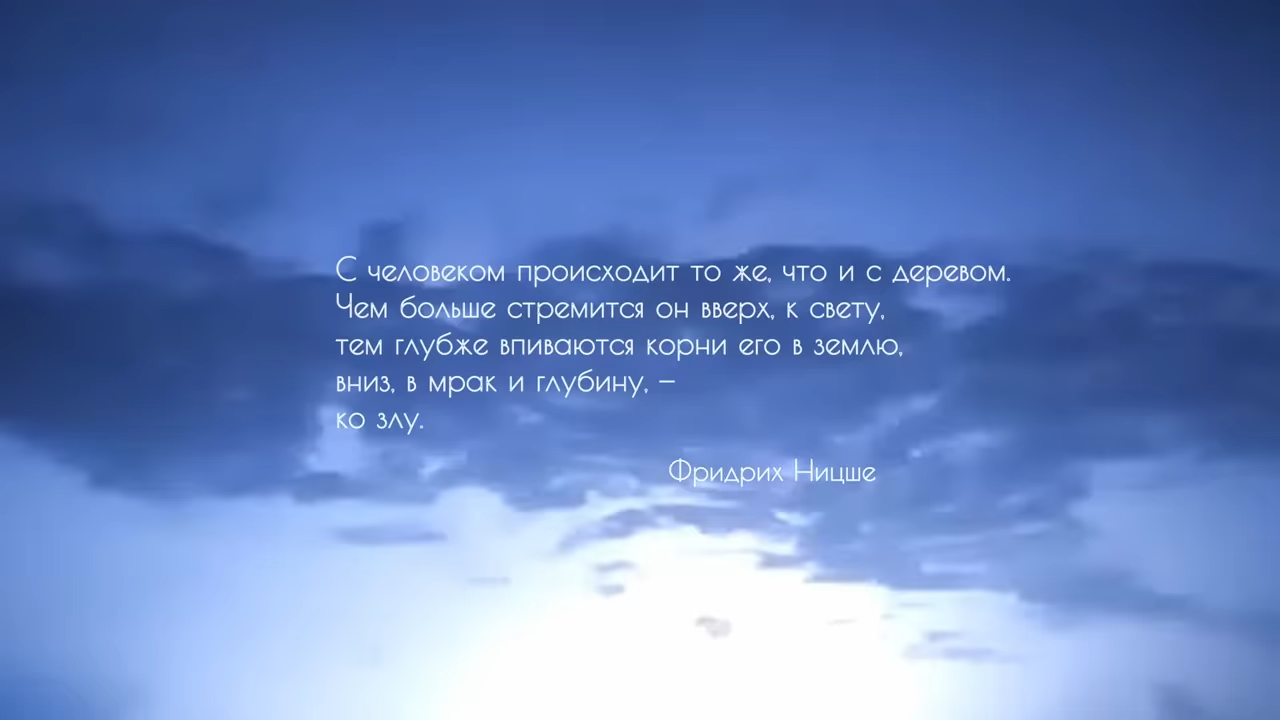 С человеком происходит то же, что и с деревом.
Чем больше стремится он вверх, к свету,
тем глубже впиваются корни его в землю,
вниз, в мрак и глубину, –
ко злу.
Фридрих Ницше